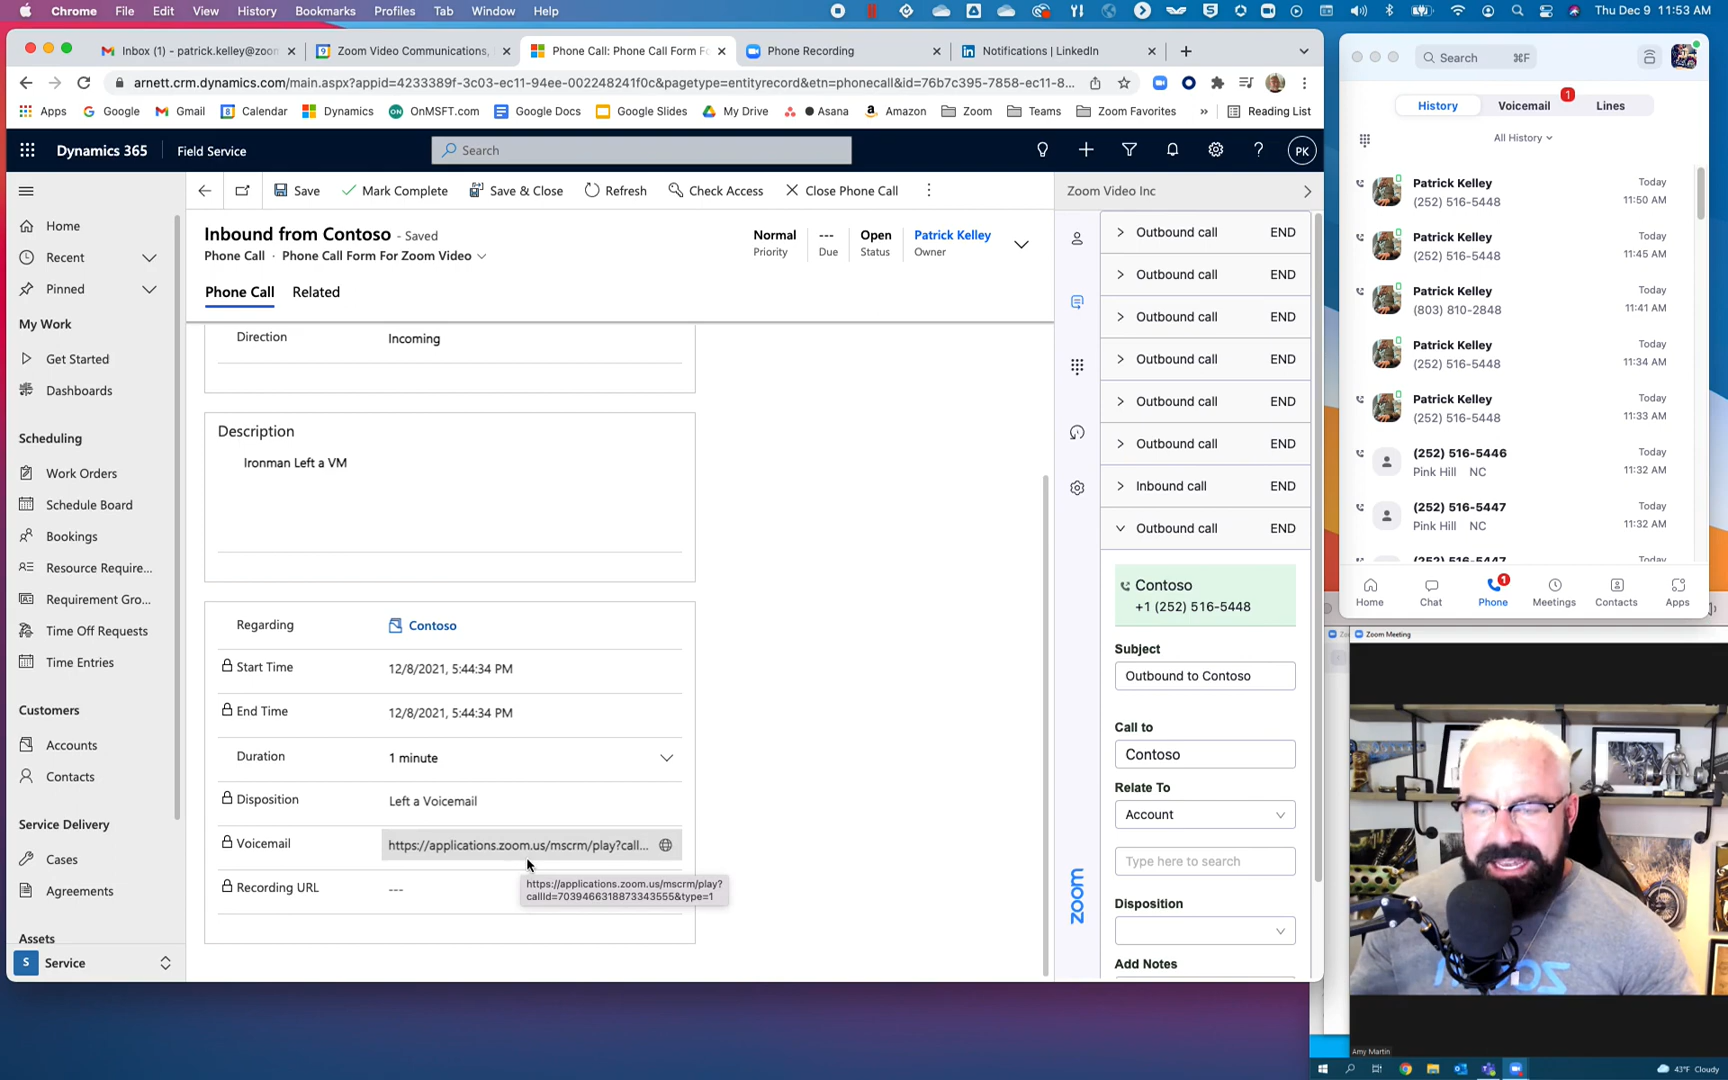 Chrome File Edit View History Bookmarks Profiles Tab Window Help Thu Dec 9 11:53 AM
Inbox (1) - patrick.kelley@zoom
Zoom Video Communications,
Phone Call: Phone Call Form Fo
Phone Recording
Notifications | LinkedIn
arnett.crm.dynamics.com/main.aspx?appid=4233389f-3c03-ec11-94ee-002248241f0c&pagetype=entityrecord&etn=phonecall&id=76b7c395-7858-ec11-8...
Apps Google Gmail Calendar Dynamics OnMSFT.com Google Docs Google Slides My Drive Asana Amazon Zoom Teams Zoom Favorites » Reading List
Dynamics 365 Field Service Search PK
Save Mark Complete Save & Close Refresh Check Access Close Phone Call
Home
Recent
Pinned
My Work
Get Started
Dashboards
Scheduling
Work Orders
Schedule Board
Bookings
Resource Require...
Requirement Gro...
Time Off Requests
Time Entries
Customers
Accounts
Contacts
Service Delivery
Cases
Agreements
Assets
S Service
Inbound from Contoso - Saved
Phone Call · Phone Call Form For Zoom Video
Normal
Priority
---
Due
Open
Status
Patrick Kelley
Owner
Phone Call Related
Direction Incoming
Description
Ironman Left a VM
Regarding Contoso
Start Time 12/8/2021, 5:44:34 PM
End Time 12/8/2021, 5:44:34 PM
Duration 1 minute
Disposition Left a Voicemail
Voicemail https://applications.zoom.us/mscrm/play?call...
Recording URL ---
https://applications.zoom.us/mscrm/play?
callId=7039466318873343555&type=1
Zoom Video Inc
Outbound call END
Outbound call END
Outbound call END
Outbound call END
Outbound call END
Outbound call END
Inbound call END
Outbound call END
Contoso
+1 (252) 516-5448
Subject
Outbound to Contoso
Call to
Contoso
Relate To
Account
Type here to search
Disposition
Add Notes
zoom
Search ⌘F
History Voicemail 1 Lines
All History
Patrick Kelley Today
(252) 516-5448 11:50 AM
Patrick Kelley Today
(252) 516-5448 11:45 AM
Patrick Kelley Today
(803) 810-2848 11:41 AM
Patrick Kelley Today
(252) 516-5448 11:34 AM
Patrick Kelley Today
(252) 516-5448 11:33 AM
(252) 516-5446 Today
Pink Hill NC 11:32 AM
(252) 516-5447 Today
Pink Hill NC 11:32 AM
(252) 516-5447 Today
1
Home Chat Phone Meetings Contacts Apps
Zoom Meeting
zoom
Amy Martin
43°F Cloudy